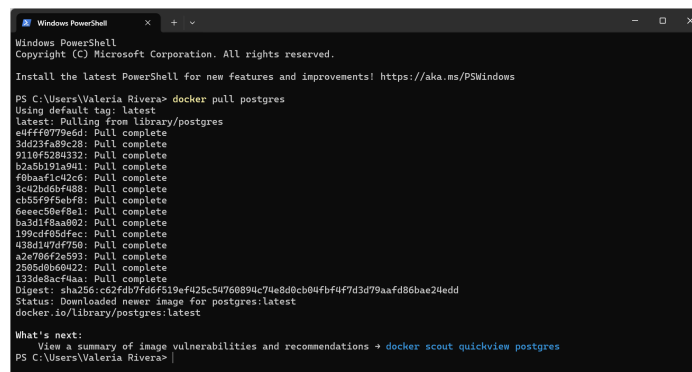 Windows PowerShell
Windows PowerShell
Copyright (C) Microsoft Corporation. All rights reserved.
Install the latest PowerShell for new features and improvements! https://aka.ms/PSWindows
PS C:\Users\Valeria Rivera> docker pull postgres
Using default tag: latest
latest: Pulling from library/postgres
e4fff0779e6d: Pull complete
3dd23fa89c28: Pull complete
9110f5284332: Pull complete
b2a5b191a941: Pull complete
f0baaf1c42c6: Pull complete
3c42bd6bf488: Pull complete
cb55f9f5ebf8: Pull complete
6eeec50ef8e1: Pull complete
ba3d1f8aa002: Pull complete
199cdf05dfec: Pull complete
438d147df750: Pull complete
a2e706f2e593: Pull complete
2505d0b60422: Pull complete
133de8acf4aa: Pull complete
Digest: sha256:c62fdb7fd6f519ef425c54760894c74e8d0cb04fbf4f7d3d79aafd86bae24edd
Status: Downloaded newer image for postgres:latest
docker.io/library/postgres:latest
What's next:
View a summary of image vulnerabilities and recommendations → docker scout quickview postgres
PS C:\Users\Valeria Rivera>